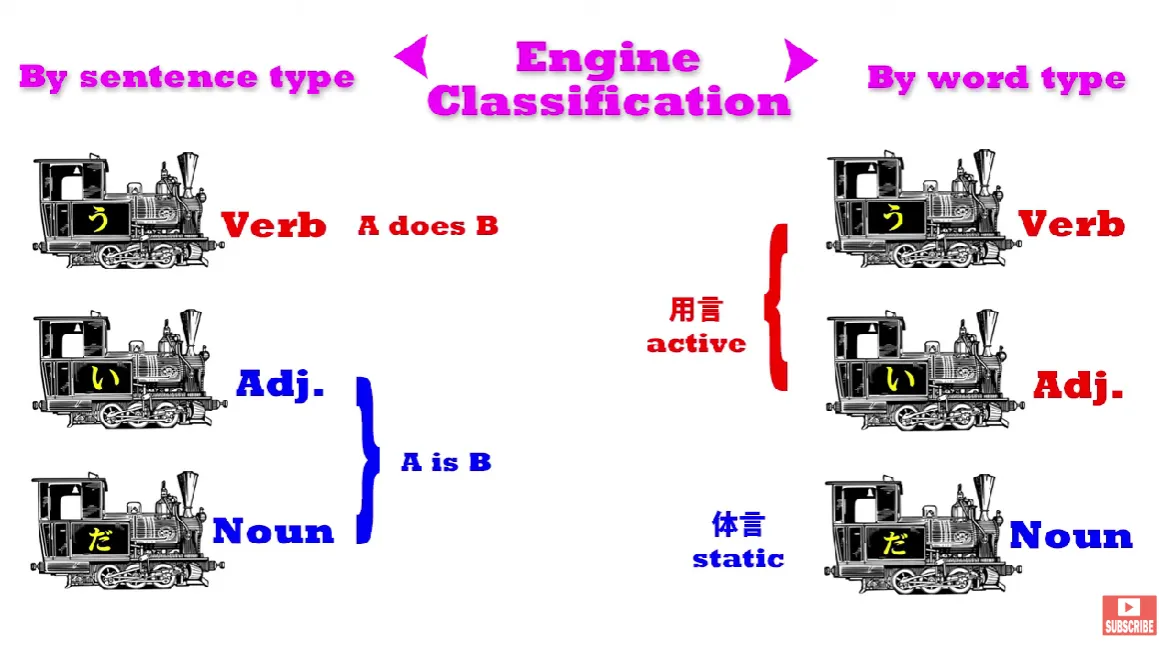 Engine
Classification
By sentence type
う Verb A does B
い Adj.
A is B
だ Noun
By word type
う Verb
用言
active
い Adj.
体言
static
だ Noun
SUBSCRIBE